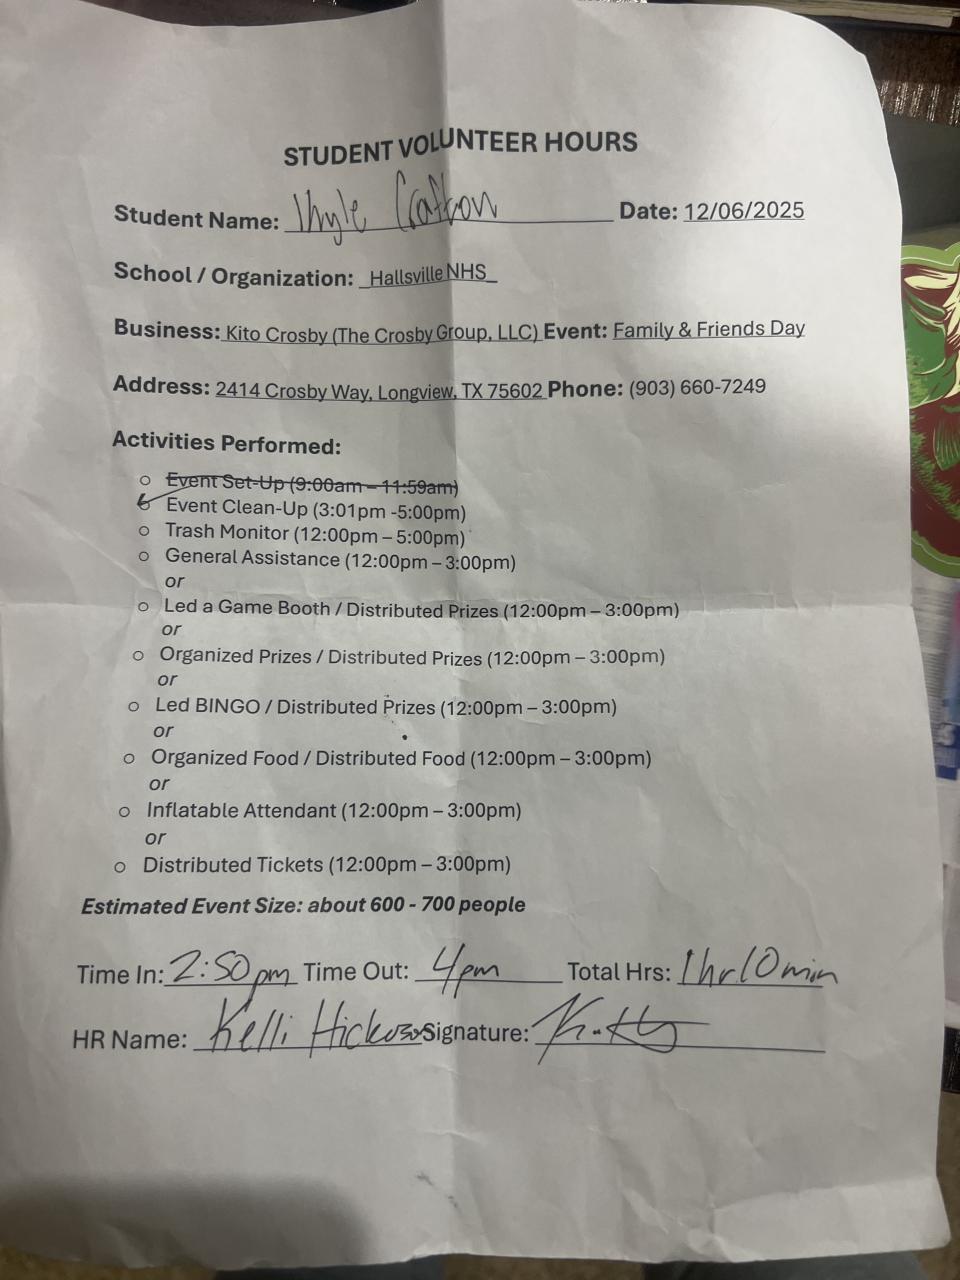 STUDENT VOLUNTEER HOURS
Student Name: Date: 12/06/2025
School / Organization: Hallsville NHS
Business: Kito Crosby (The Crosby Group, LLC) Event: Family & Friends Day
Address: 2414 Crosby Way, Longview, TX 75602 Phone: (903) 660-7249
Activities Performed:
Event Set-Up (9:00am – 11:59am)
Event Clean-Up (3:01pm -5:00pm)
Trash Monitor (12:00pm – 5:00pm)
General Assistance (12:00pm – 3:00pm)
or
Led a Game Booth / Distributed Prizes (12:00pm – 3:00pm)
or
Organized Prizes / Distributed Prizes (12:00pm – 3:00pm)
or
Led BINGO / Distributed Prizes (12:00pm – 3:00pm)
or
Organized Food / Distributed Food (12:00pm – 3:00pm)
or
Inflatable Attendant (12:00pm – 3:00pm)
or
Distributed Tickets (12:00pm – 3:00pm)
Estimated Event Size: about 600 - 700 people
Time In: 2:50pm Time Out: 4pm Total Hrs: 1hr10min
HR Name: Kelli Signature: